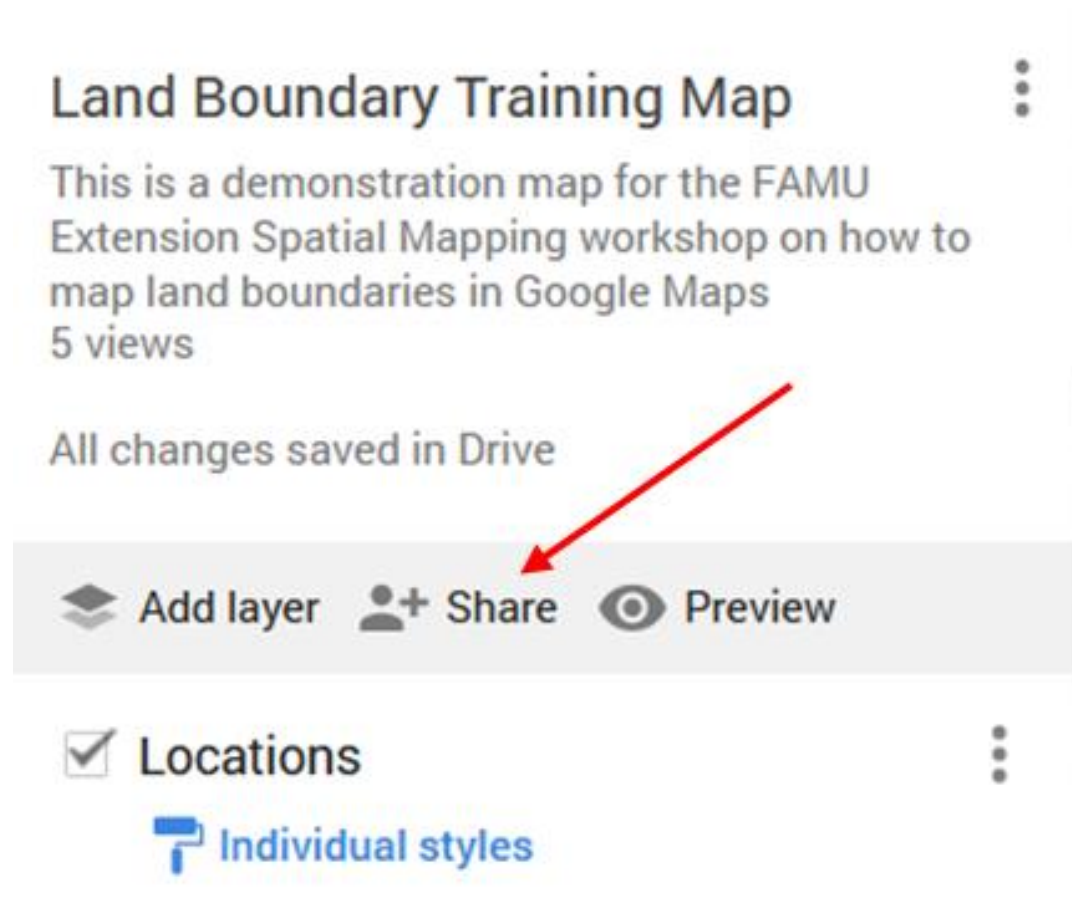 Land Boundary Training Map
This is a demonstration map for the FAMU
Extension Spatial Mapping workshop on how to
map land boundaries in Google Maps
5 views
All changes saved in Drive
Add layer Share Preview
Locations
Individual styles